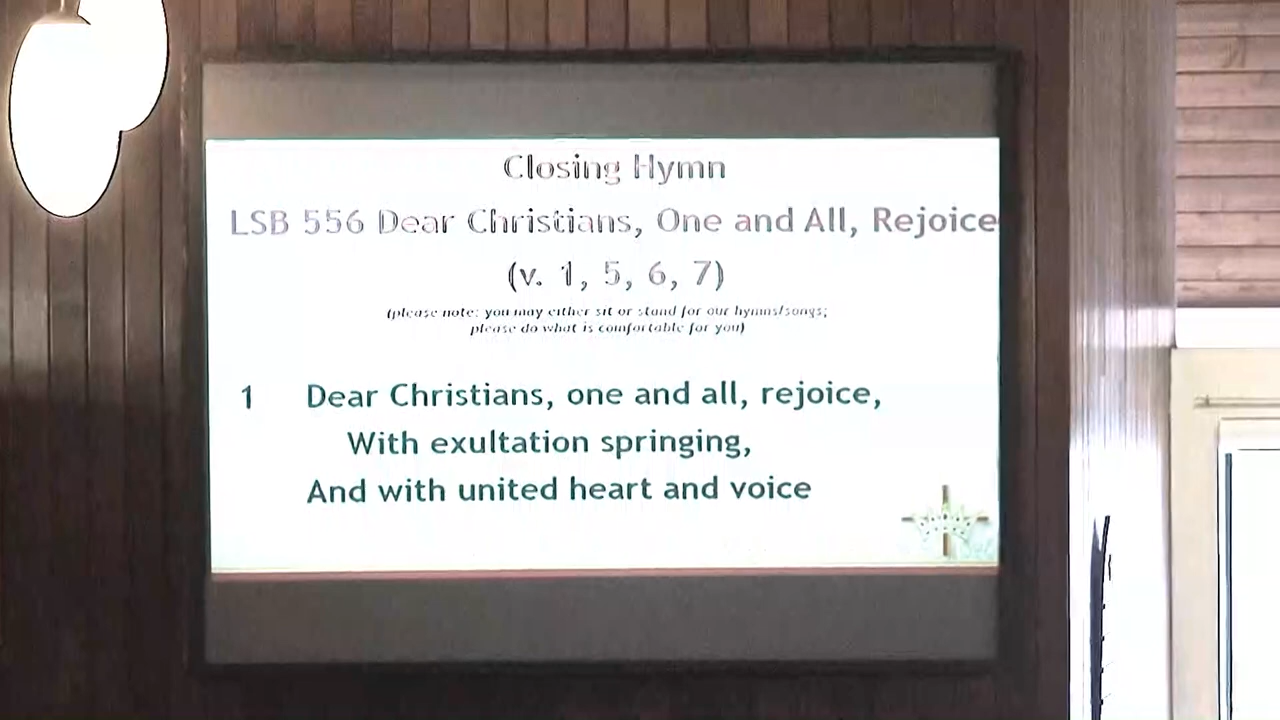 Closing Hymn
LSB 556 Dear Christians, One and All, Rejoice
(v. 1, 5, 6, 7)
(please note: you may either sit or stand for our hymns/songs;
please do what is comfortable for you)
1 Dear Christians, one and all, rejoice,
With exultation springing,
And with united heart and voice